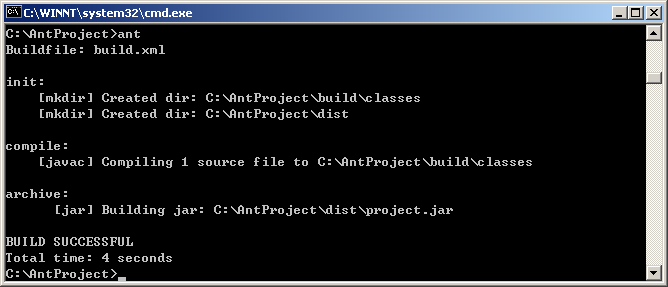 C:\WINNT\system32\cmd.exe
C:\AntProject>ant
Buildfile: build.xml
init:
[mkdir] Created dir: C:\AntProject\build\classes
[mkdir] Created dir: C:\AntProject\dist
compile:
[javac] Compiling 1 source file to C:\AntProject\build\classes
archive:
[jar] Building jar: C:\AntProject\dist\project.jar
BUILD SUCCESSFUL
Total time: 4 seconds
C:\AntProject>_